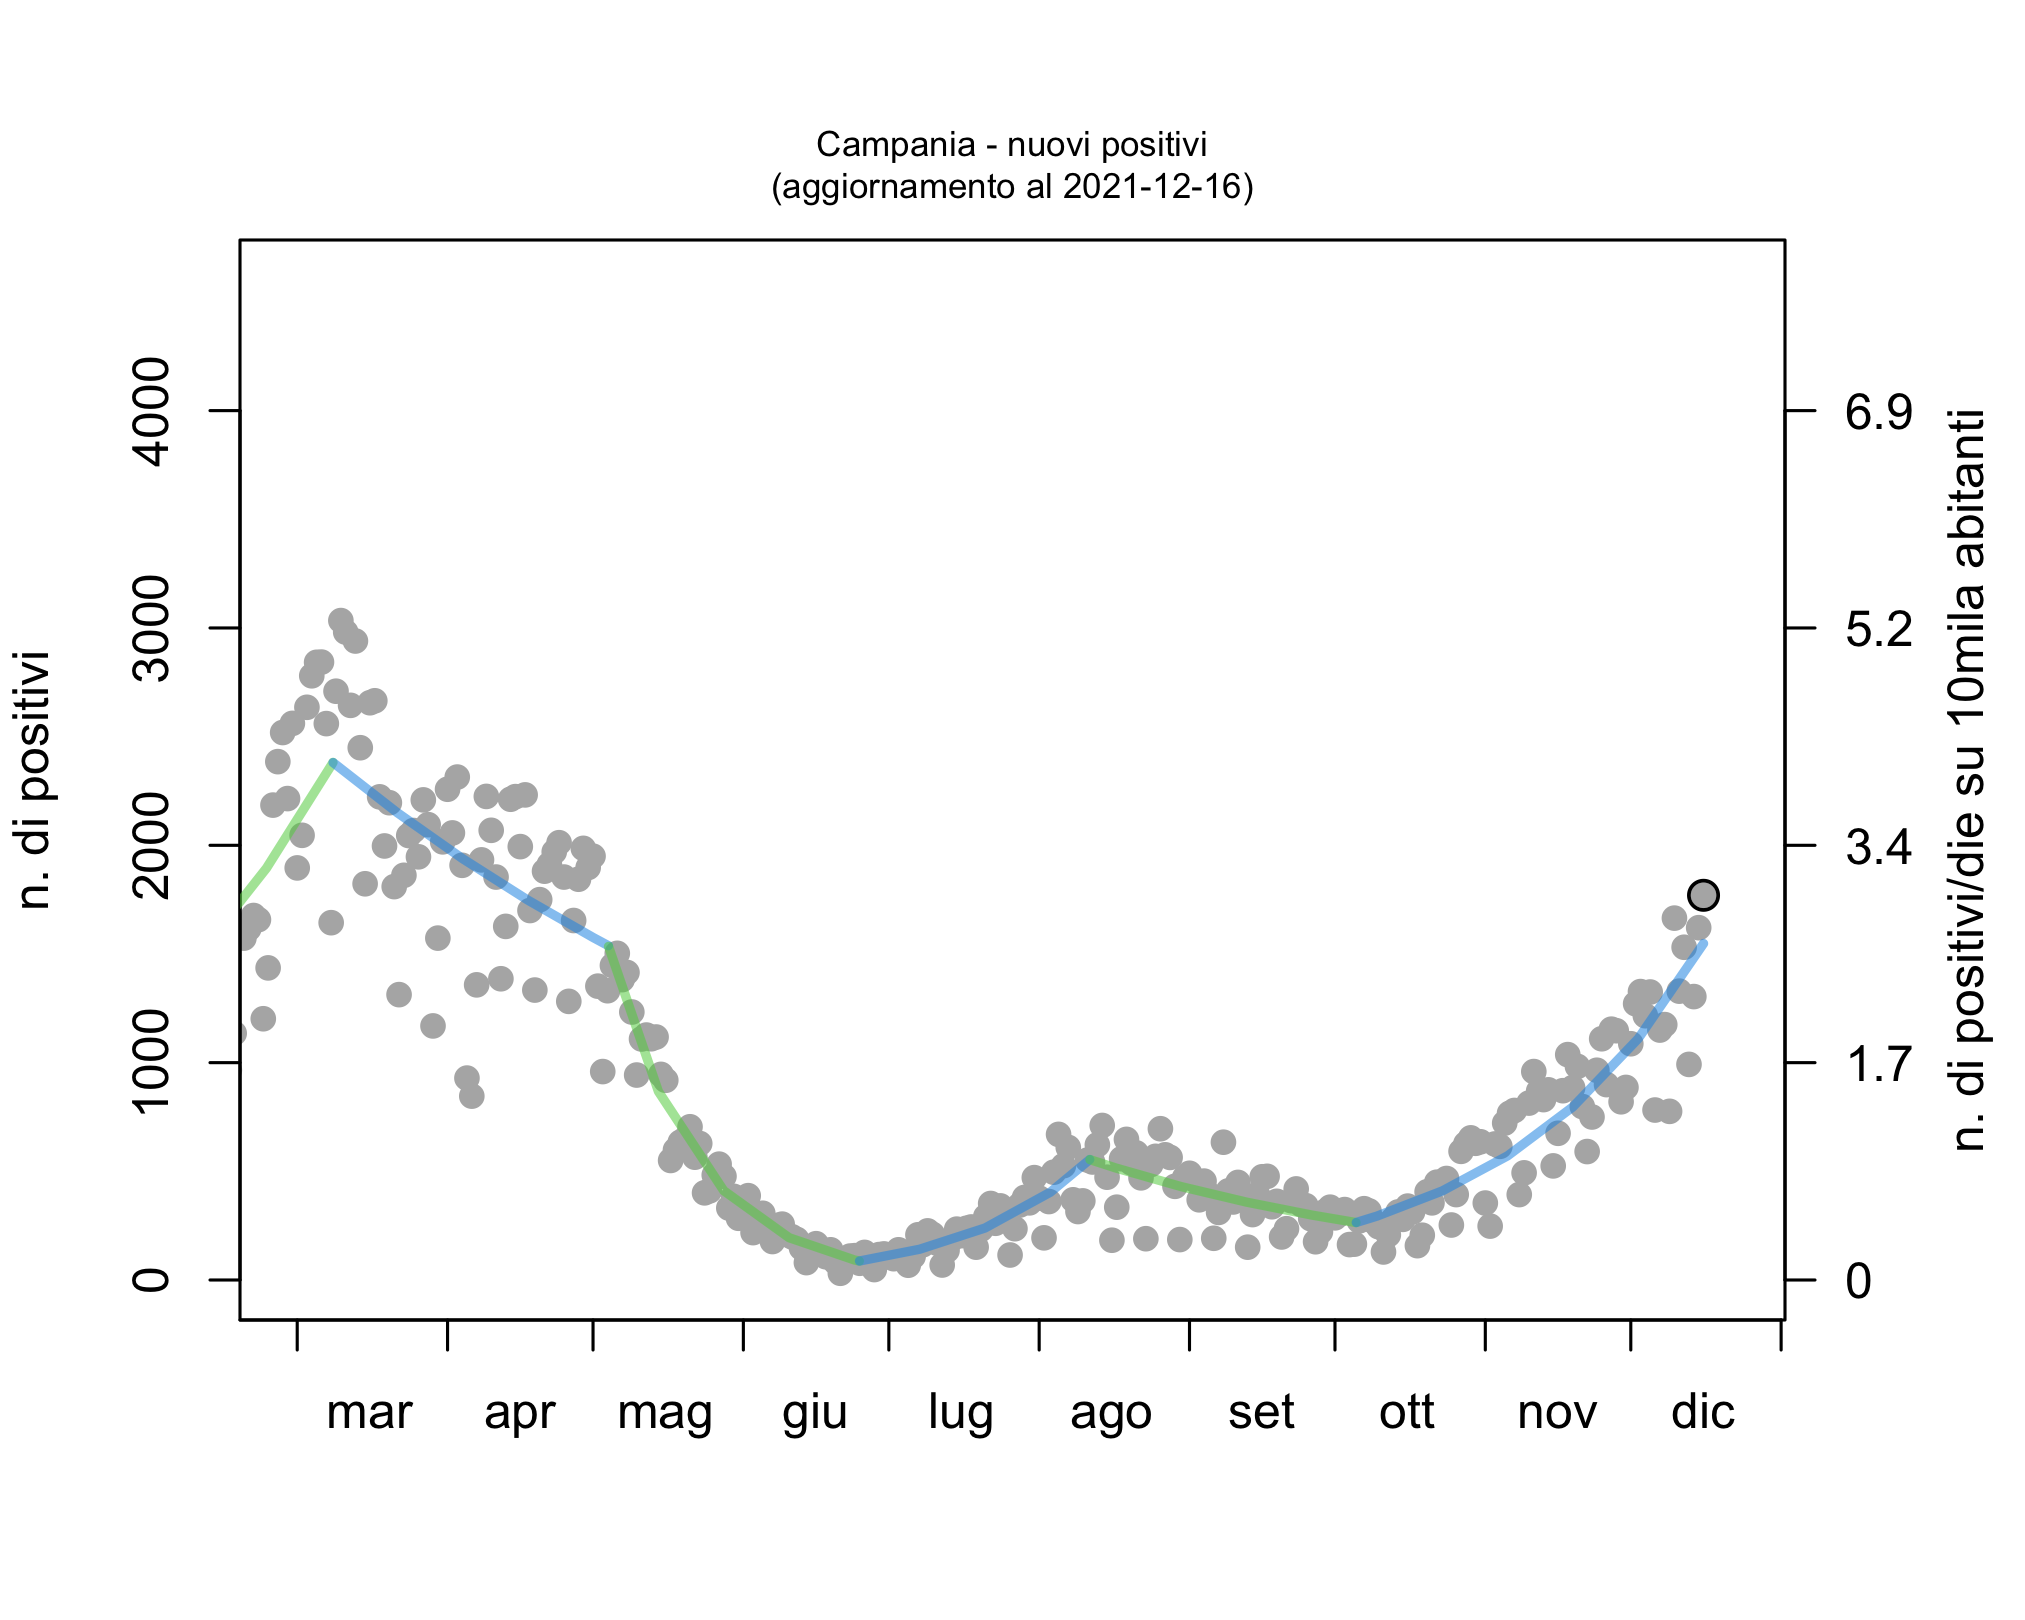 Campania - nuovi positivi
(aggiornamento al 2021-12-16)
n. di positivi
4000
3000
2000
1000
0
6.9
5.2
3.4
1.7
0
n. di positivi/die su 10mila abitanti
mar apr mag giu lug ago set ott nov dic